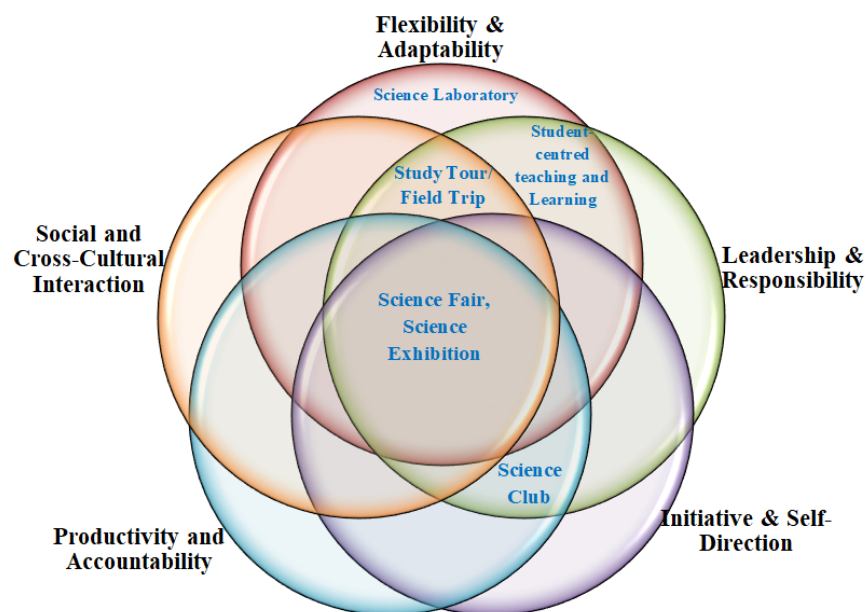 Flexibility &
Adaptability
Science Laboratory
Student-
centred
teaching and
Learning
Study Tour/
Field Trip
Social and
Cross-Cultural
Interaction
Leadership &
Responsibility
Science Fair,
Science
Exhibition
Science
Club
Productivity and
Accountability
Initiative & Self-
Direction